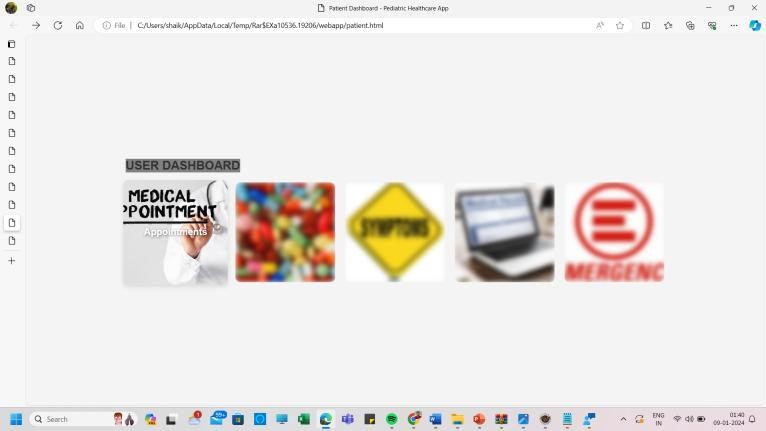 Patient Dashboard - Pediatric Healthcare App
File
C:/Users/shaik/AppData/Local/Temp/Rar$EXa10536.19206/webapp/patient.html
USER DASHBOARD
MEDICAL
PPOINTMENT
Appointments
SYMPTOMS
MERGENC
Search
1
99+
ENG
IN
01:40
09-01-2024